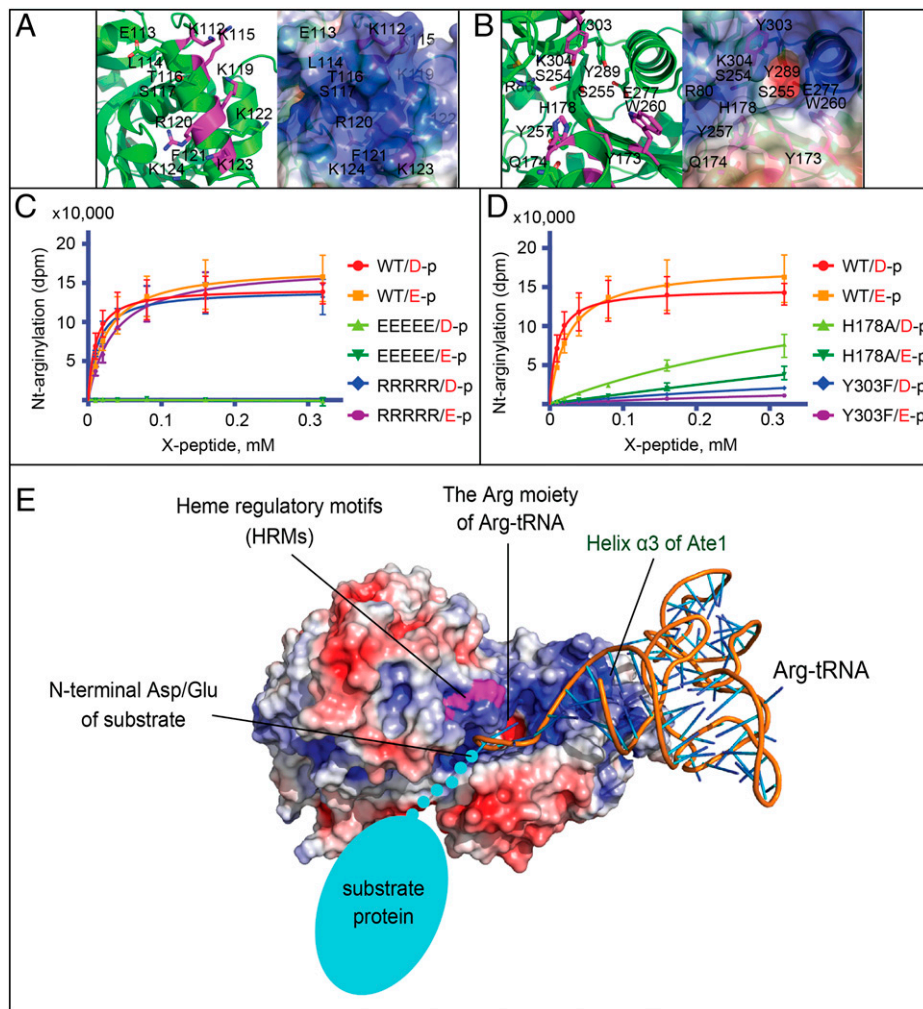 A
K112
E113
K115
L114
T116
K119
S117
K122
R120
F121
K124
K123
K112
E113
K115
L114
T116
K119
S117
R120
F121
K124
K123
B
Y303
K304
Y289
S254
R80
S255
E277
H178
W260
Y257
Q174
Y173
Y303
K304
S254
Y289
R80
S255
E277
H178
W260
Y257
Q174
Y173
C
x10,000
Nt-arginylation (dpm)
20
15
10
5
0
0.1
0.2
0.3
X-peptide, mM
WT/D-p
WT/E-p
EEEEE/D-p
EEEEE/E-p
RRRRR/D-p
RRRRR/E-p
D
x10,000
Nt-arginylation (dpm)
20
15
10
5
0
0.1
0.2
0.3
X-peptide, mM
WT/D-p
WT/E-p
H178A/D-p
H178A/E-p
Y303F/D-p
Y303F/E-p
E
Heme regulatory motifs
(HRMs)
The Arg moiety
of Arg-tRNA
Helix α3 of Ate1
N-terminal Asp/Glu
of substrate
Arg-tRNA
substrate
protein